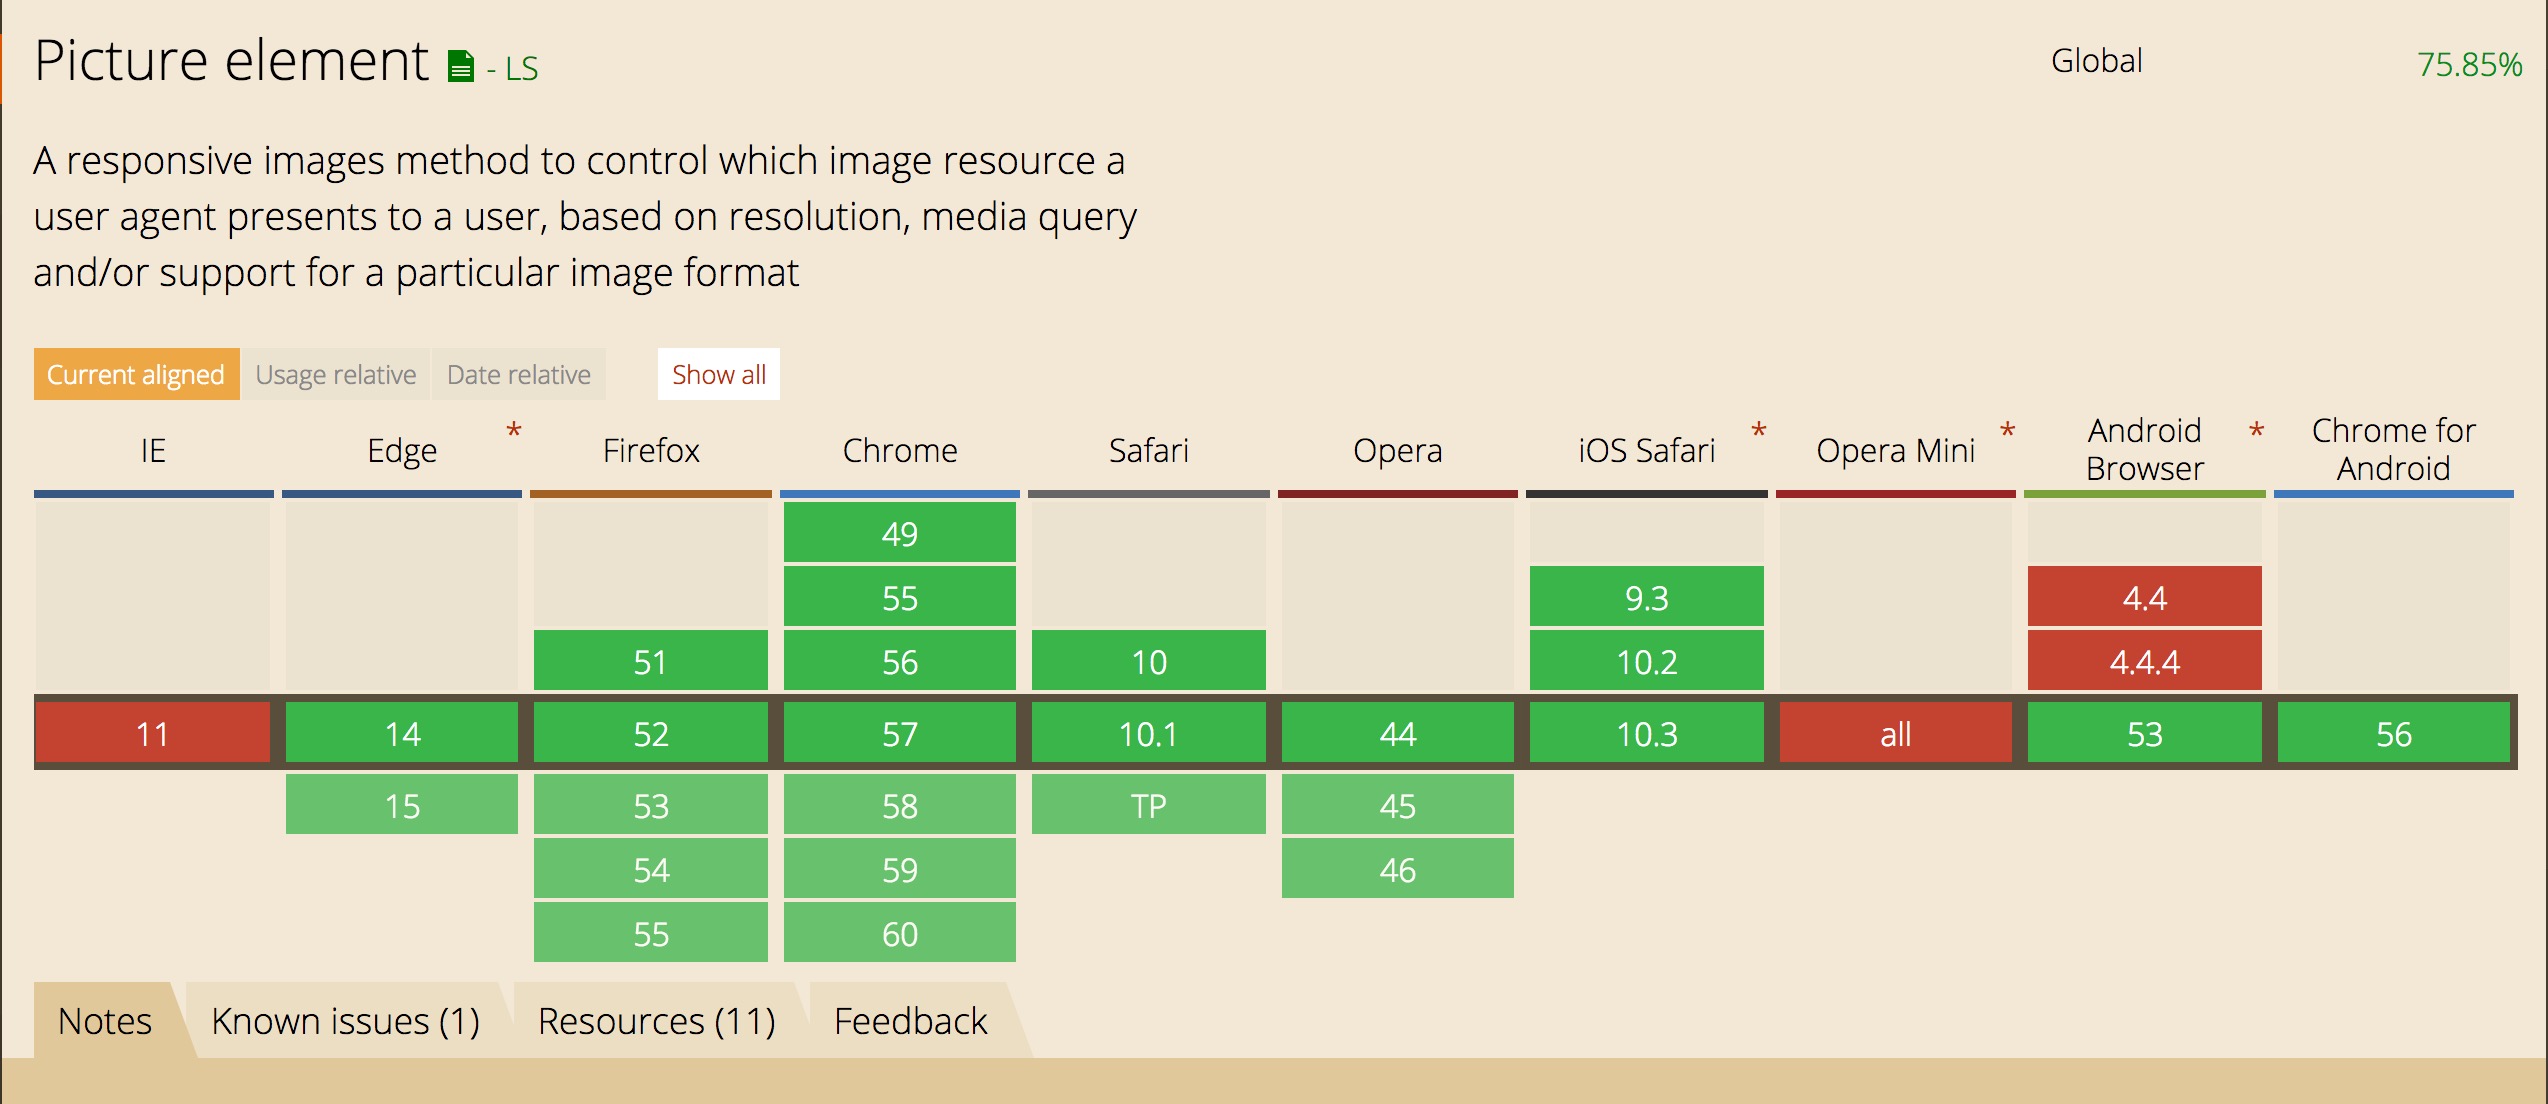 Picture element - LS
Global 75.85%
A responsive images method to control which image resource a
user agent presents to a user, based on resolution, media query
and/or support for a particular image format
Current aligned Usage relative Date relative Show all
IE Edge * Firefox Chrome Safari Opera iOS Safari * Opera Mini * Android Browser * Chrome for Android
49
55 9.3 4.4
51 56 10 10.2 4.4.4
11 14 52 57 10.1 44 10.3 all 53 56
15 53 58 TP 45
54 59 46
55 60
Notes Known issues (1) Resources (11) Feedback